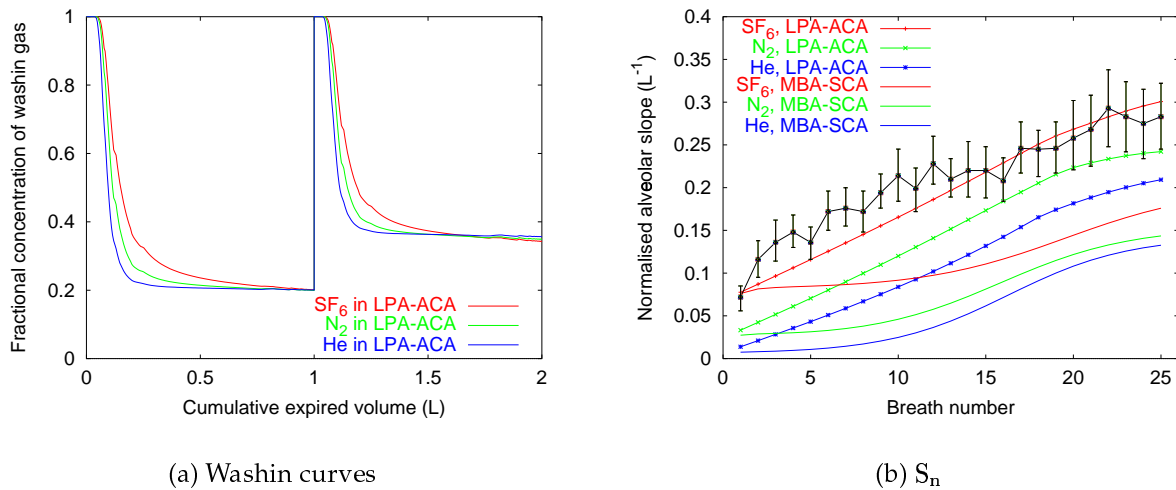 Fractional concentration of washin gas
1
0.8
0.6
0.4
0.2
0
SF6 in LPA-ACA
N2 in LPA-ACA
He in LPA-ACA
0 0.5 1 1.5 2
Cumulative expired volume (L)
(a) Washin curves
Normalised alveolar slope (L-1)
0.4
0.35
0.3
0.25
0.2
0.15
0.1
0.05
0
SF6, LPA-ACA
N2, LPA-ACA
He, LPA-ACA
SF6, MBA-SCA
N2, MBA-SCA
He, MBA-SCA
0 5 10 15 20 25
Breath number
(b) Sn